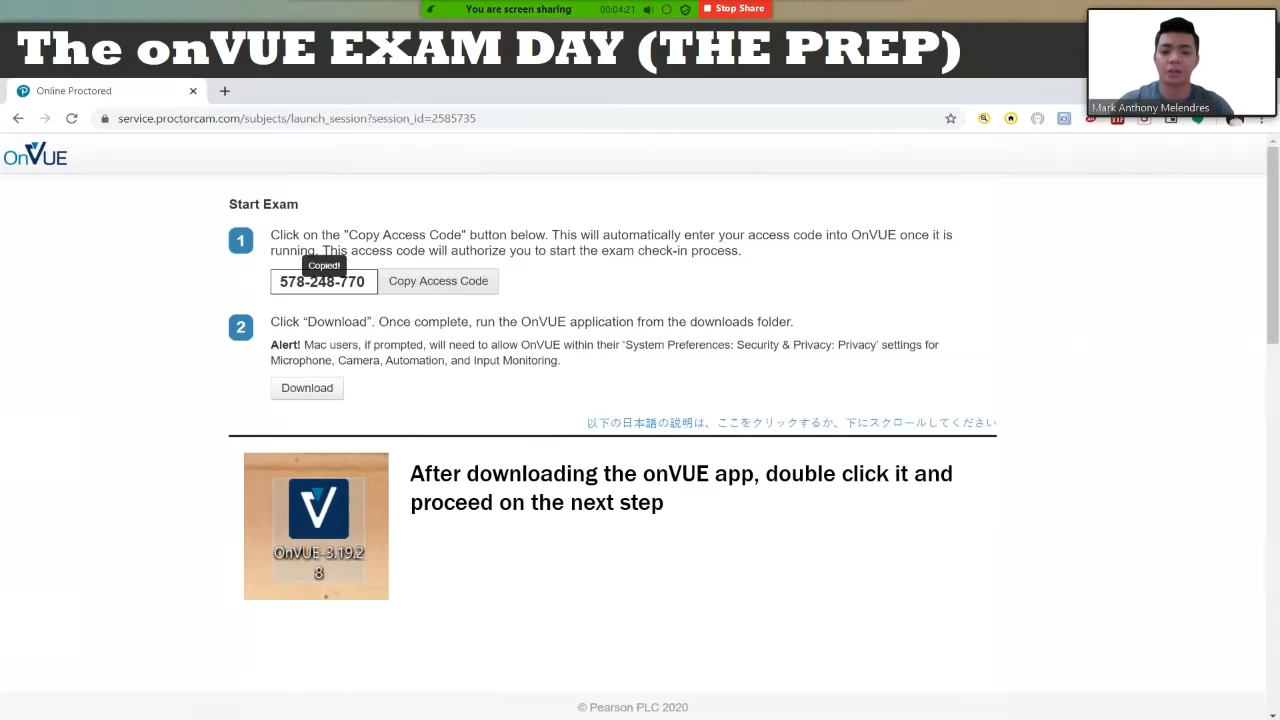 You are screen sharing
00:04:21
Stop Share
The onVUE EXAM DAY (THE PREP)
Mark Anthony Melendres
Online Proctored
service.proctorcam.com/subjects/launch_session?session_id=2585735
OnVUE
Start Exam
1
Click on the "Copy Access Code" button below. This will automatically enter your access code into OnVUE once it is
running. This access code will authorize you to start the exam check-in process.
Copied!
578-248-770
Copy Access Code
2
Click “Download”. Once complete, run the OnVUE application from the downloads folder.
Alert! Mac users, if prompted, will need to allow OnVUE within their ‘System Preferences: Security & Privacy: Privacy’ settings for
Microphone, Camera, Automation, and Input Monitoring.
Download
以下の日本語の説明は、ここをクリックするか、下にスクロールしてください
After downloading the onVUE app, double click it and
proceed on the next step
OnVUE-3.19.2
8
© Pearson PLC 2020